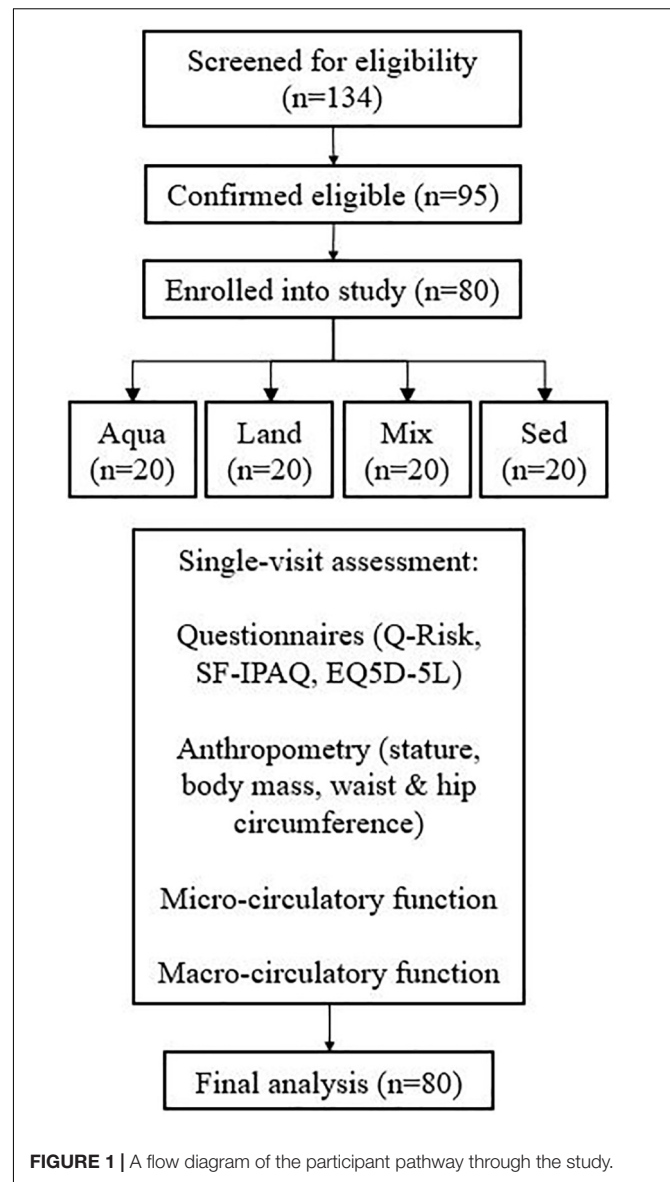 Screened for eligibility
(n=134)
Confirmed eligible (n=95)
Enrolled into study (n=80)
Aqua
(n=20)
Land
(n=20)
Mix
(n=20)
Sed
(n=20)
Single-visit assessment:
Questionnaires (Q-Risk,
SF-IPAQ, EQ5D-5L)
Anthropometry (stature,
body mass, waist & hip
circumference)
Micro-circulatory function
Macro-circulatory function
Final analysis (n=80)
FIGURE 1 | A flow diagram of the participant pathway through the study.